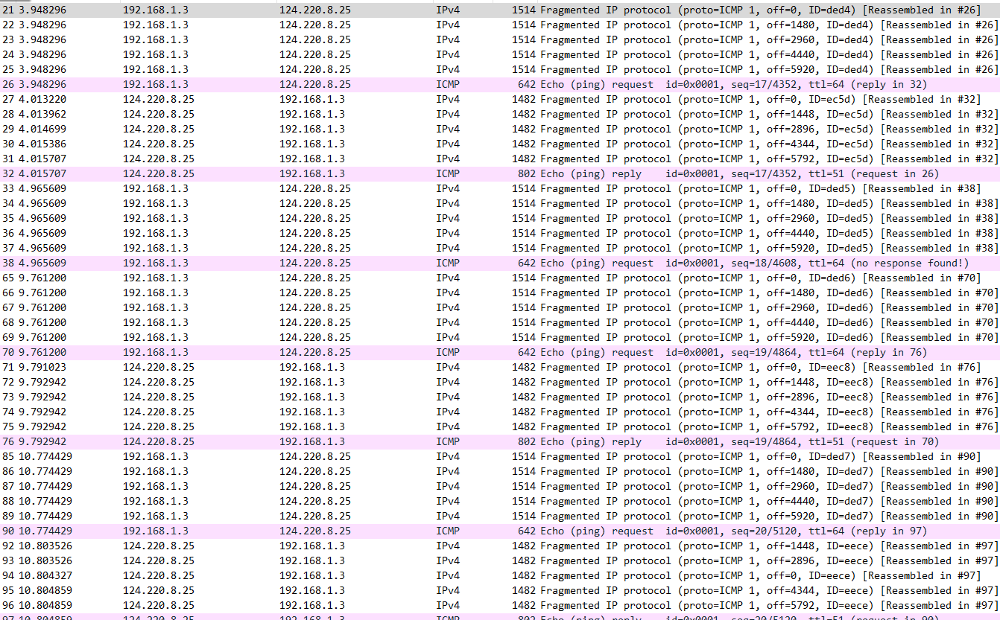 21 3.948296 192.168.1.3 124.220.8.25 IPv4 1514 Fragmented IP protocol (proto=ICMP 1, off=0, ID=ded4) [Reassembled in #26]
22 3.948296 192.168.1.3 124.220.8.25 IPv4 1514 Fragmented IP protocol (proto=ICMP 1, off=1480, ID=ded4) [Reassembled in #26]
23 3.948296 192.168.1.3 124.220.8.25 IPv4 1514 Fragmented IP protocol (proto=ICMP 1, off=2960, ID=ded4) [Reassembled in #26]
24 3.948296 192.168.1.3 124.220.8.25 IPv4 1514 Fragmented IP protocol (proto=ICMP 1, off=4440, ID=ded4) [Reassembled in #26]
25 3.948296 192.168.1.3 124.220.8.25 IPv4 1514 Fragmented IP protocol (proto=ICMP 1, off=5920, ID=ded4) [Reassembled in #26]
26 3.948296 192.168.1.3 124.220.8.25 ICMP 642 Echo (ping) request id=0x0001, seq=17/4352, ttl=64 (reply in 32)
27 4.013220 124.220.8.25 192.168.1.3 IPv4 1482 Fragmented IP protocol (proto=ICMP 1, off=0, ID=ec5d) [Reassembled in #32]
28 4.013962 124.220.8.25 192.168.1.3 IPv4 1482 Fragmented IP protocol (proto=ICMP 1, off=1448, ID=ec5d) [Reassembled in #32]
29 4.014699 124.220.8.25 192.168.1.3 IPv4 1482 Fragmented IP protocol (proto=ICMP 1, off=2896, ID=ec5d) [Reassembled in #32]
30 4.015386 124.220.8.25 192.168.1.3 IPv4 1482 Fragmented IP protocol (proto=ICMP 1, off=4344, ID=ec5d) [Reassembled in #32]
31 4.015707 124.220.8.25 192.168.1.3 IPv4 1482 Fragmented IP protocol (proto=ICMP 1, off=5792, ID=ec5d) [Reassembled in #32]
32 4.015707 124.220.8.25 192.168.1.3 ICMP 802 Echo (ping) reply id=0x0001, seq=17/4352, ttl=51 (request in 26)
33 4.965609 192.168.1.3 124.220.8.25 IPv4 1514 Fragmented IP protocol (proto=ICMP 1, off=0, ID=ded5) [Reassembled in #38]
34 4.965609 192.168.1.3 124.220.8.25 IPv4 1514 Fragmented IP protocol (proto=ICMP 1, off=1480, ID=ded5) [Reassembled in #38]
35 4.965609 192.168.1.3 124.220.8.25 IPv4 1514 Fragmented IP protocol (proto=ICMP 1, off=2960, ID=ded5) [Reassembled in #38]
36 4.965609 192.168.1.3 124.220.8.25 IPv4 1514 Fragmented IP protocol (proto=ICMP 1, off=4440, ID=ded5) [Reassembled in #38]
37 4.965609 192.168.1.3 124.220.8.25 IPv4 1514 Fragmented IP protocol (proto=ICMP 1, off=5920, ID=ded5) [Reassembled in #38]
38 4.965609 192.168.1.3 124.220.8.25 ICMP 642 Echo (ping) request id=0x0001, seq=18/4608, ttl=64 (no response found!)
65 9.761200 192.168.1.3 124.220.8.25 IPv4 1514 Fragmented IP protocol (proto=ICMP 1, off=0, ID=ded6) [Reassembled in #70]
66 9.761200 192.168.1.3 124.220.8.25 IPv4 1514 Fragmented IP protocol (proto=ICMP 1, off=1480, ID=ded6) [Reassembled in #70]
67 9.761200 192.168.1.3 124.220.8.25 IPv4 1514 Fragmented IP protocol (proto=ICMP 1, off=2960, ID=ded6) [Reassembled in #70]
68 9.761200 192.168.1.3 124.220.8.25 IPv4 1514 Fragmented IP protocol (proto=ICMP 1, off=4440, ID=ded6) [Reassembled in #70]
69 9.761200 192.168.1.3 124.220.8.25 IPv4 1514 Fragmented IP protocol (proto=ICMP 1, off=5920, ID=ded6) [Reassembled in #70]
70 9.761200 192.168.1.3 124.220.8.25 ICMP 642 Echo (ping) request id=0x0001, seq=19/4864, ttl=64 (reply in 76)
71 9.791023 124.220.8.25 192.168.1.3 IPv4 1482 Fragmented IP protocol (proto=ICMP 1, off=0, ID=eec8) [Reassembled in #76]
72 9.792942 124.220.8.25 192.168.1.3 IPv4 1482 Fragmented IP protocol (proto=ICMP 1, off=1448, ID=eec8) [Reassembled in #76]
73 9.792942 124.220.8.25 192.168.1.3 IPv4 1482 Fragmented IP protocol (proto=ICMP 1, off=2896, ID=eec8) [Reassembled in #76]
74 9.792942 124.220.8.25 192.168.1.3 IPv4 1482 Fragmented IP protocol (proto=ICMP 1, off=4344, ID=eec8) [Reassembled in #76]
75 9.792942 124.220.8.25 192.168.1.3 IPv4 1482 Fragmented IP protocol (proto=ICMP 1, off=5792, ID=eec8) [Reassembled in #76]
76 9.792942 124.220.8.25 192.168.1.3 ICMP 802 Echo (ping) reply id=0x0001, seq=19/4864, ttl=51 (request in 70)
85 10.774429 192.168.1.3 124.220.8.25 IPv4 1514 Fragmented IP protocol (proto=ICMP 1, off=0, ID=ded7) [Reassembled in #90]
86 10.774429 192.168.1.3 124.220.8.25 IPv4 1514 Fragmented IP protocol (proto=ICMP 1, off=1480, ID=ded7) [Reassembled in #90]
87 10.774429 192.168.1.3 124.220.8.25 IPv4 1514 Fragmented IP protocol (proto=ICMP 1, off=2960, ID=ded7) [Reassembled in #90]
88 10.774429 192.168.1.3 124.220.8.25 IPv4 1514 Fragmented IP protocol (proto=ICMP 1, off=4440, ID=ded7) [Reassembled in #90]
89 10.774429 192.168.1.3 124.220.8.25 IPv4 1514 Fragmented IP protocol (proto=ICMP 1, off=5920, ID=ded7) [Reassembled in #90]
90 10.774429 192.168.1.3 124.220.8.25 ICMP 642 Echo (ping) request id=0x0001, seq=20/5120, ttl=64 (reply in 97)
92 10.803526 124.220.8.25 192.168.1.3 IPv4 1482 Fragmented IP protocol (proto=ICMP 1, off=1448, ID=eece) [Reassembled in #97]
93 10.803526 124.220.8.25 192.168.1.3 IPv4 1482 Fragmented IP protocol (proto=ICMP 1, off=2896, ID=eece) [Reassembled in #97]
94 10.804327 124.220.8.25 192.168.1.3 IPv4 1482 Fragmented IP protocol (proto=ICMP 1, off=0, ID=eece) [Reassembled in #97]
95 10.804859 124.220.8.25 192.168.1.3 IPv4 1482 Fragmented IP protocol (proto=ICMP 1, off=4344, ID=eece) [Reassembled in #97]
96 10.804859 124.220.8.25 192.168.1.3 IPv4 1482 Fragmented IP protocol (proto=ICMP 1, off=5792, ID=eece) [Reassembled in #97]
97 10.804859 124.220.8.25 192.168.1.3 ICMP 802 Echo (ping) reply id=0x0001, seq=20/5120, ttl=51 (request in 90)